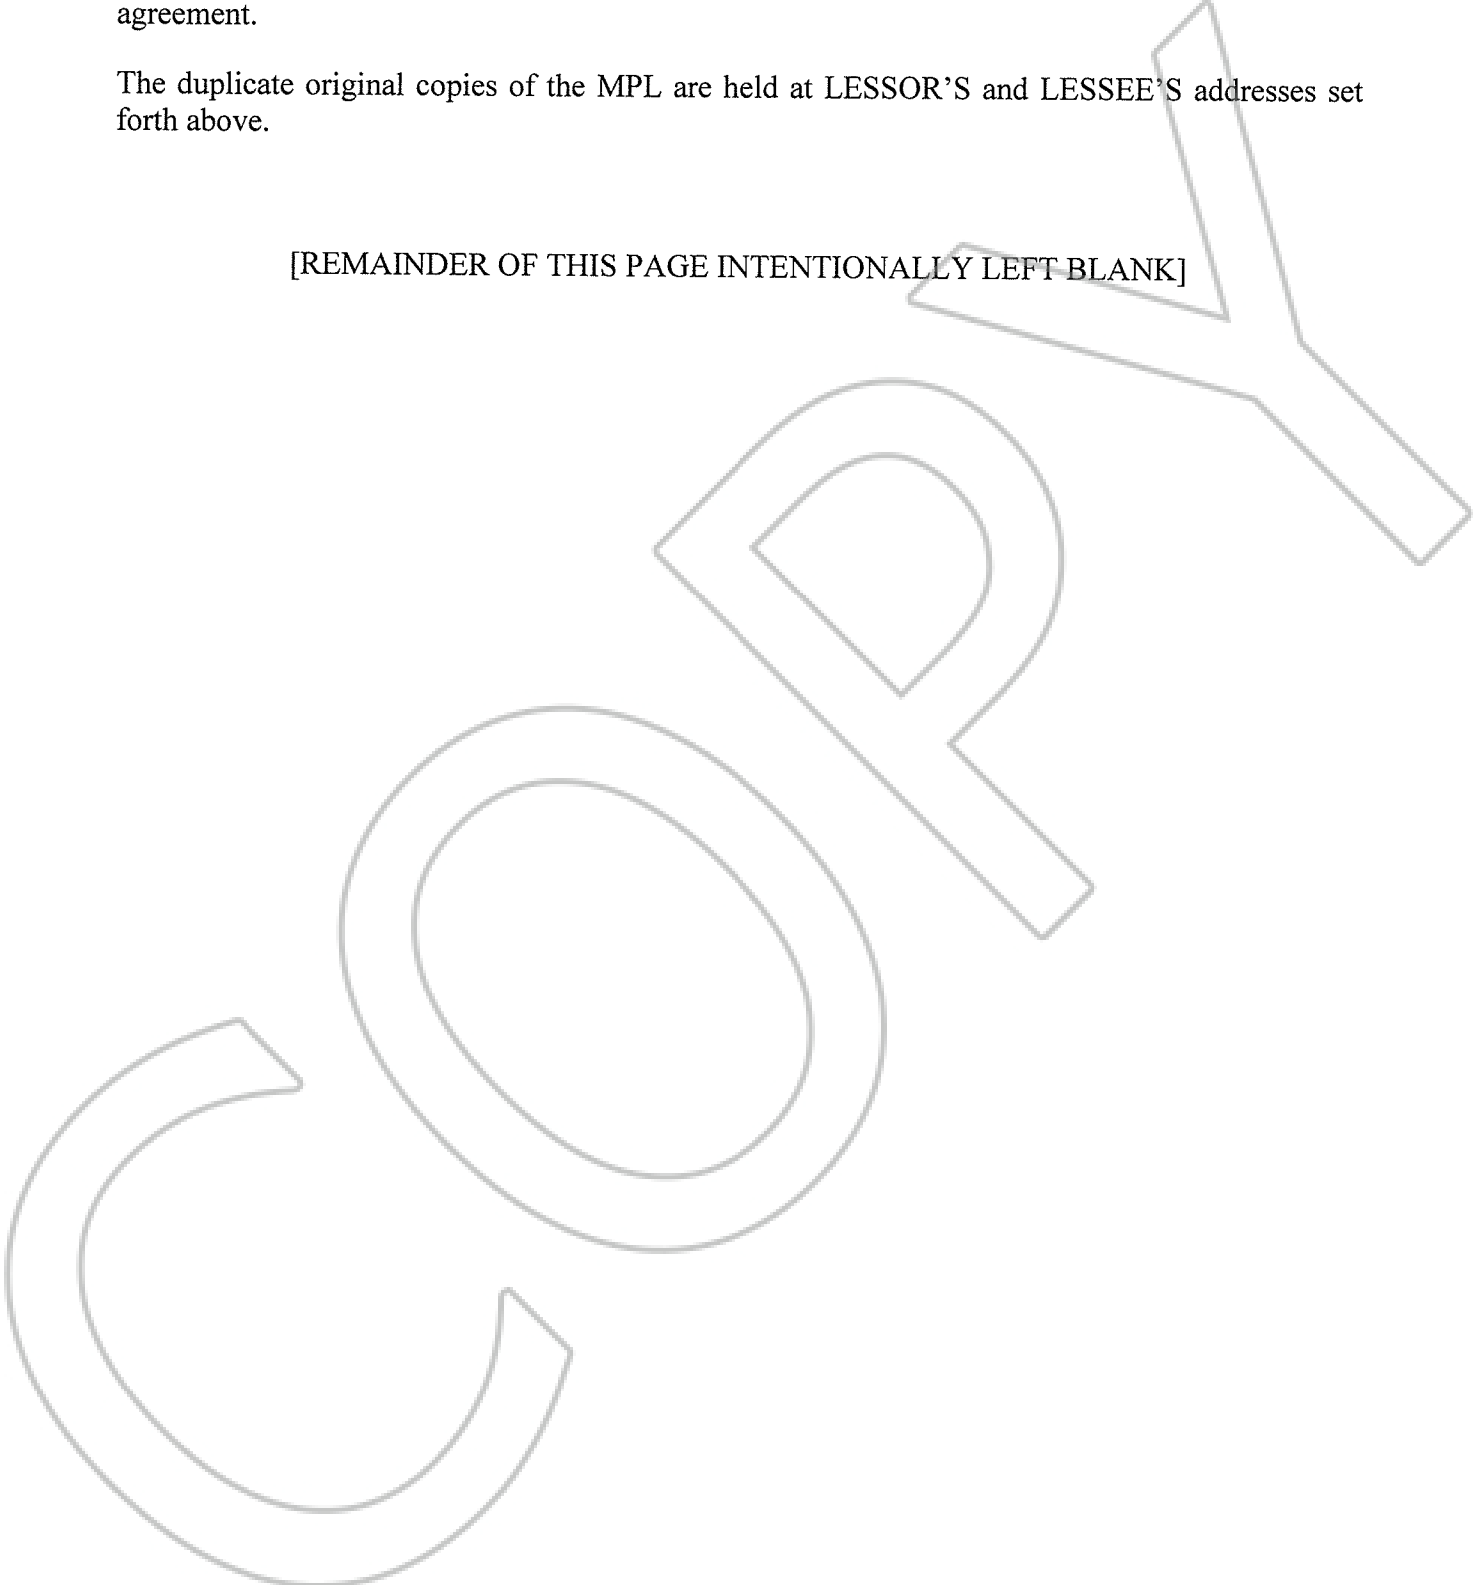 agreement.
The duplicate original copies of the MPL are held at LESSOR'S and LESSEE'S addresses set
forth above.
[REMAINDER OF THIS PAGE INTENTIONALLY LEFT BLANK]
COPY